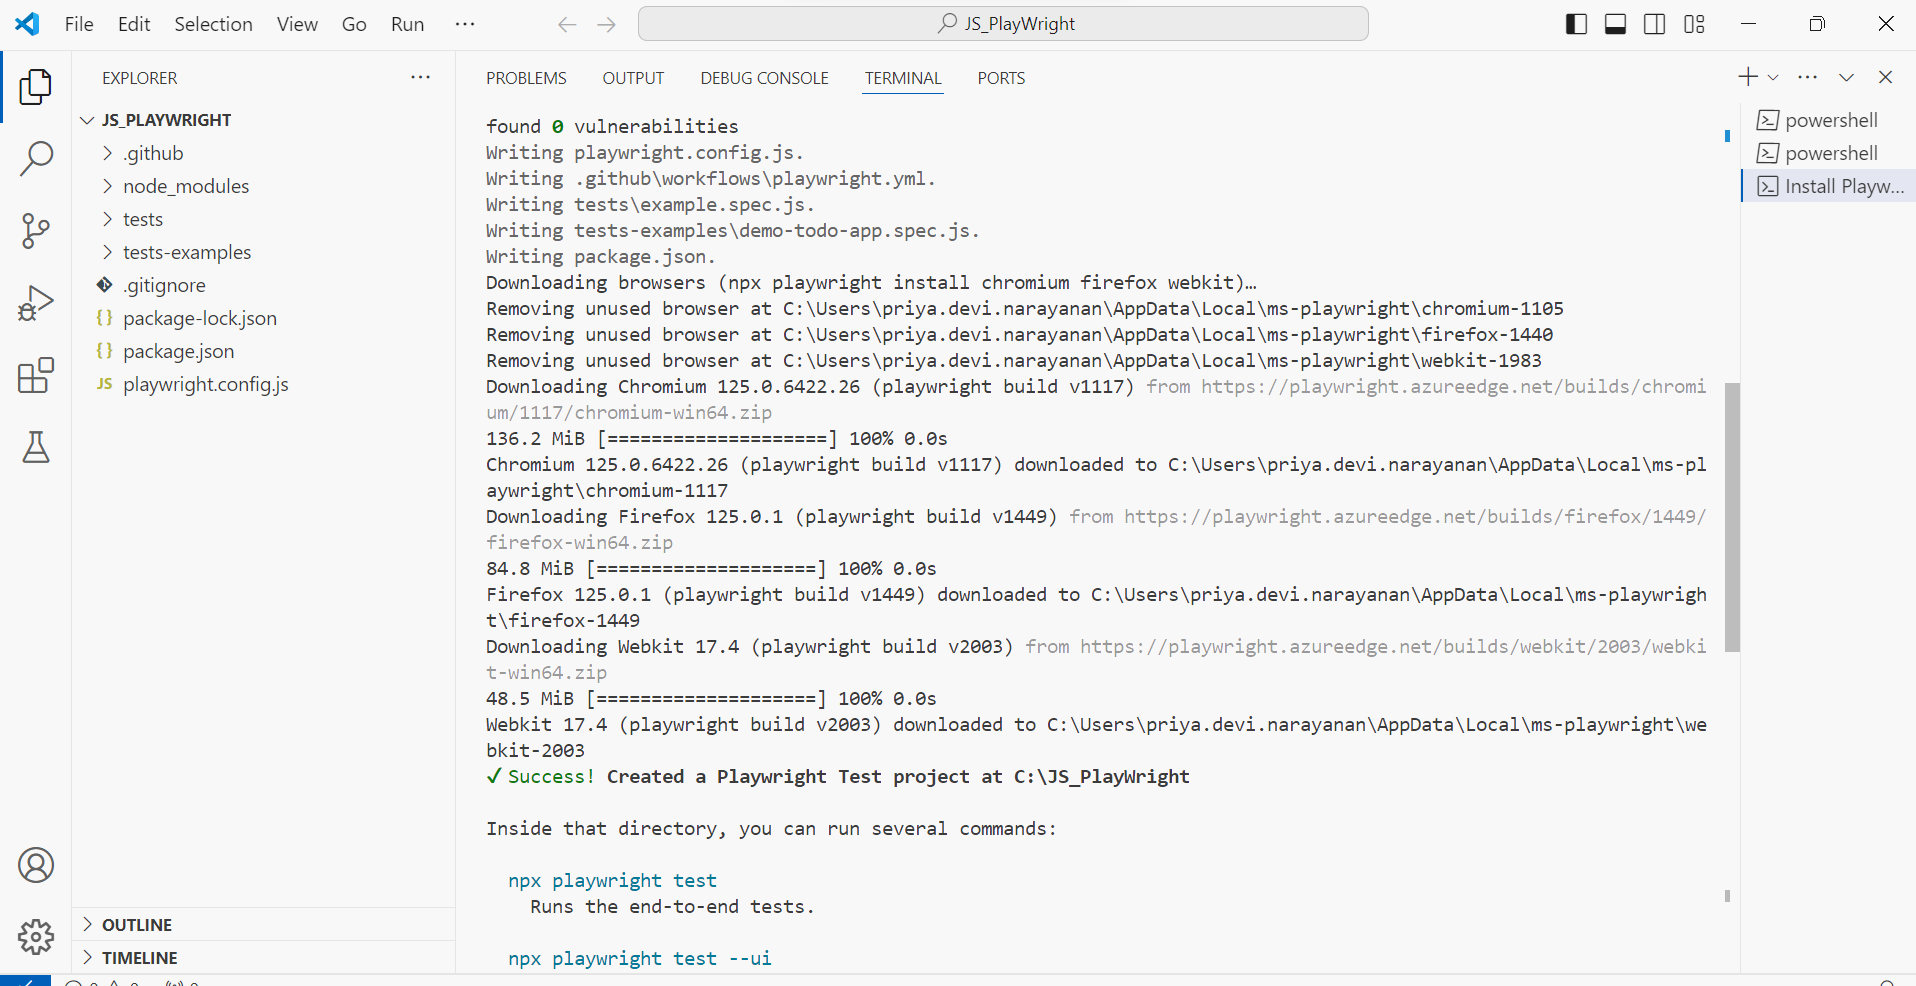 File Edit Selection View Go Run ···
JS_PlayWright
EXPLORER ···
JS_PLAYWRIGHT
.github
node_modules
tests
tests-examples
.gitignore
{} package-lock.json
{} package.json
JS playwright.config.js
OUTLINE
TIMELINE
PROBLEMS OUTPUT DEBUG CONSOLE TERMINAL PORTS
found 0 vulnerabilities
Writing playwright.config.js.
Writing .github\workflows\playwright.yml.
Writing tests\example.spec.js.
Writing tests-examples\demo-todo-app.spec.js.
Writing package.json.
Downloading browsers (npx playwright install chromium firefox webkit)…
Removing unused browser at C:\Users\priya.devi.narayanan\AppData\Local\ms-playwright\chromium-1105
Removing unused browser at C:\Users\priya.devi.narayanan\AppData\Local\ms-playwright\firefox-1440
Removing unused browser at C:\Users\priya.devi.narayanan\AppData\Local\ms-playwright\webkit-1983
Downloading Chromium 125.0.6422.26 (playwright build v1117) from https://playwright.azureedge.net/builds/chromi
um/1117/chromium-win64.zip
136.2 MiB [====================] 100% 0.0s
Chromium 125.0.6422.26 (playwright build v1117) downloaded to C:\Users\priya.devi.narayanan\AppData\Local\ms-pl
aywright\chromium-1117
Downloading Firefox 125.0.1 (playwright build v1449) from https://playwright.azureedge.net/builds/firefox/1449/
firefox-win64.zip
84.8 MiB [====================] 100% 0.0s
Firefox 125.0.1 (playwright build v1449) downloaded to C:\Users\priya.devi.narayanan\AppData\Local\ms-playwrigh
t\firefox-1449
Downloading Webkit 17.4 (playwright build v2003) from https://playwright.azureedge.net/builds/webkit/2003/webki
t-win64.zip
48.5 MiB [====================] 100% 0.0s
Webkit 17.4 (playwright build v2003) downloaded to C:\Users\priya.devi.narayanan\AppData\Local\ms-playwright\we
bkit-2003
✓ Success! Created a Playwright Test project at C:\JS_PlayWright
Inside that directory, you can run several commands:
npx playwright test
Runs the end-to-end tests.
npx playwright test --ui
powershell
powershell
Install Playw...